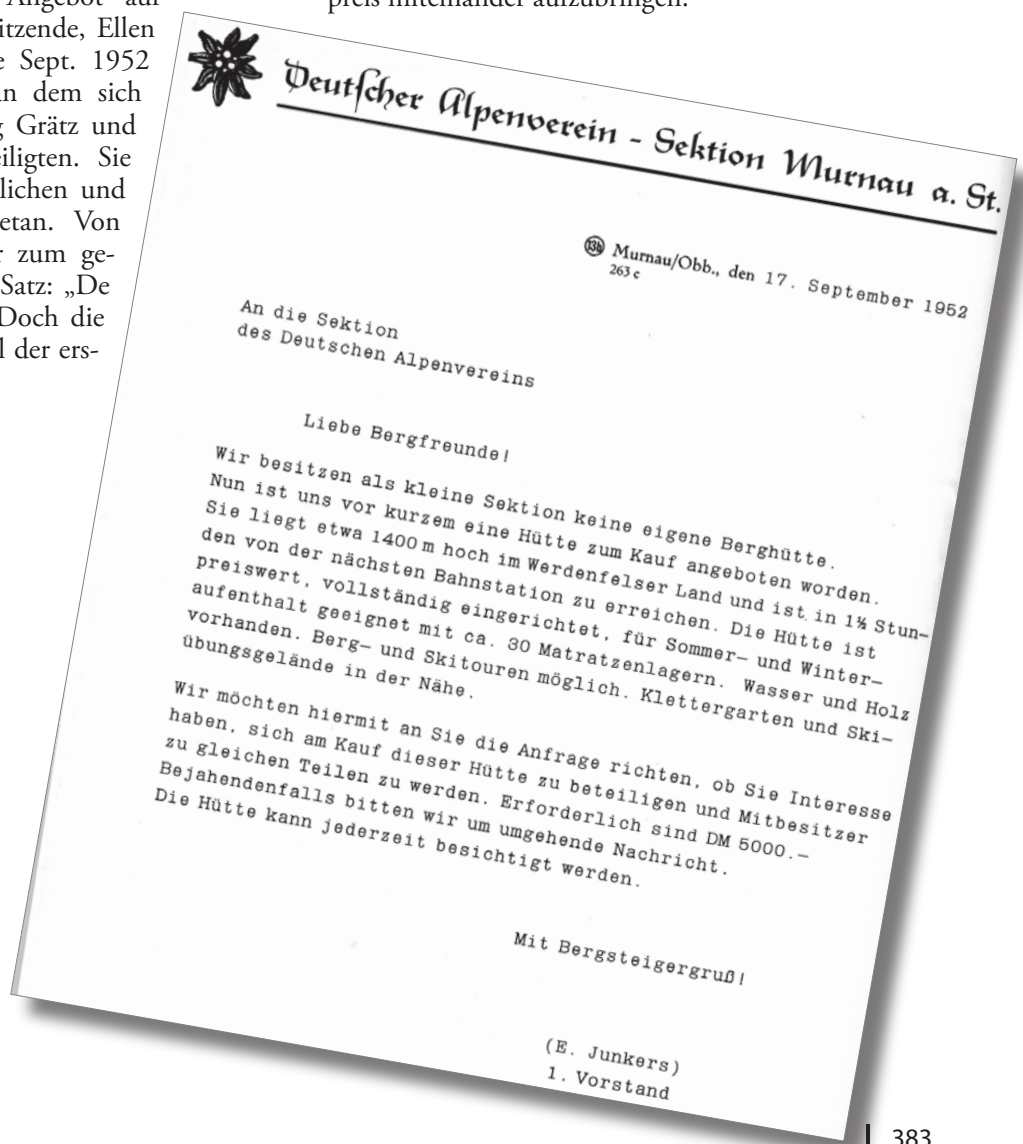 Angebot auf
itzende, Ellen
e Sept. 1952
an dem sich
g Grätz und
eiligten. Sie
lichen und
etan. Von
r zum ge-
Satz: „De
Doch die
l der ers-
preis miteinander aufzubringen.
Deutscher Alpenverein - Sektion Murnau a. St.
13b Murnau/Obb., den 17. September 1952
263 c
An die Sektion
des Deutschen Alpenvereins
Liebe Bergfreunde!
Wir besitzen als kleine Sektion keine eigene Berghütte.
Nun ist uns vor kurzem eine Hütte zum Kauf angeboten worden.
Sie liegt etwa 1400 m hoch im Werdenfelser Land und ist in 1½ Stun-
den von der nächsten Bahnstation zu erreichen. Die Hütte ist
preiswert, vollständig eingerichtet, für Sommer- und Winter-
aufenthalt geeignet mit ca. 30 Matratzenlagern. Wasser und Holz
vorhanden. Berg- und Skitouren möglich. Klettergarten und Ski-
übungsgelände in der Nähe.
Wir möchten hiermit an Sie die Anfrage richten, ob Sie Interesse
haben, sich am Kauf dieser Hütte zu beteiligen und Mitbesitzer
zu gleichen Teilen zu werden. Erforderlich sind DM 5000.-
Bejahendenfalls bitten wir um umgehende Nachricht.
Die Hütte kann jederzeit besichtigt werden.
Mit Bergsteigergruß!
(E. Junkers)
1. Vorstand
383